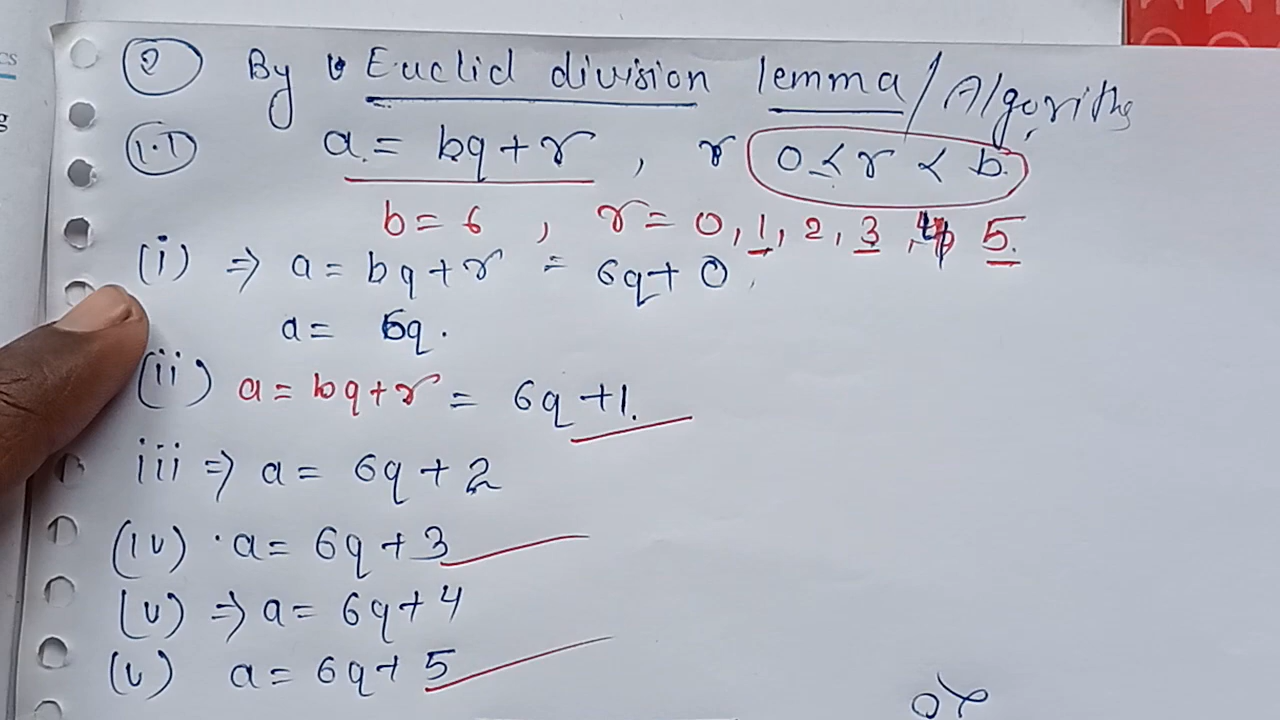 ② By Euclid division lemma / Algorithm
1.1 a = bq + r , r 0 ≤ r < b.
b = 6 , r = 0, 1, 2, 3, 4, 5.
(i) ⇒ a = bq + r = 6q + 0.
a = 6q.
(ii) a = bq + r = 6q + 1.
iii ⇒ a = 6q + 2
(iv) a = 6q + 3
(v) ⇒ a = 6q + 4
(v) a = 6q + 5
or